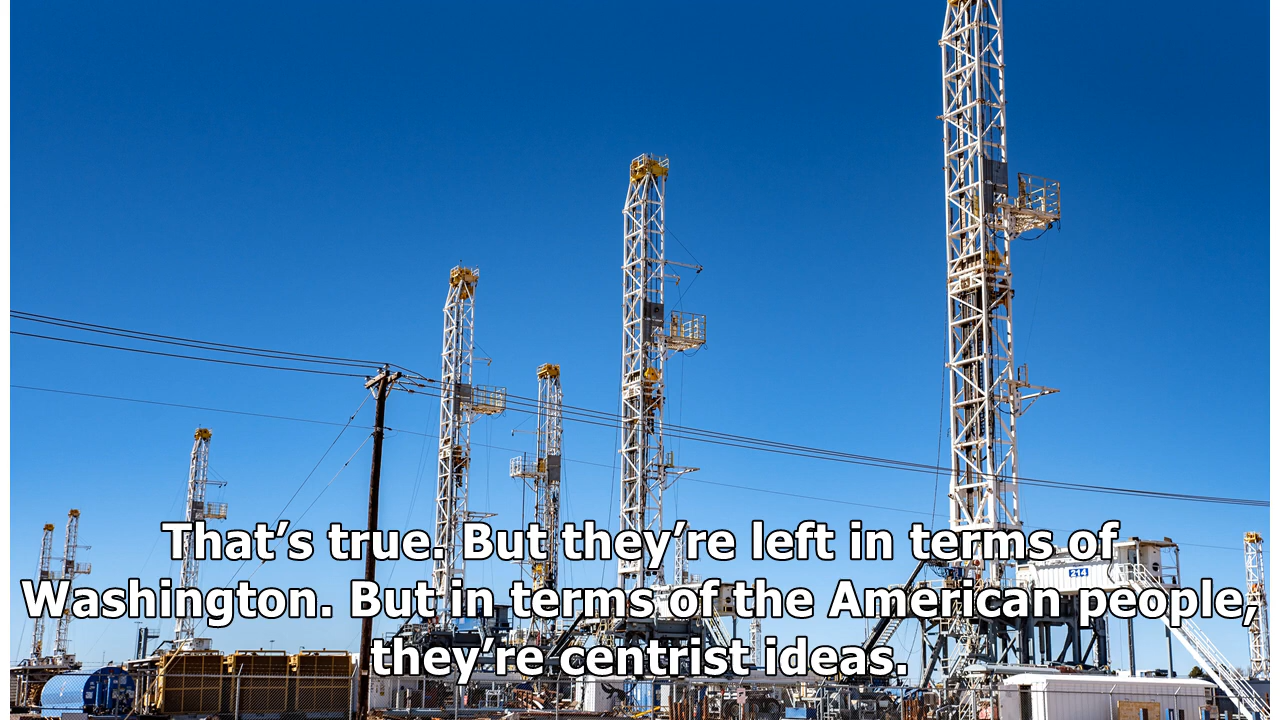 That’s true. But they’re left in terms of
Washington. But in terms of the American people,
they’re centrist ideas.
214